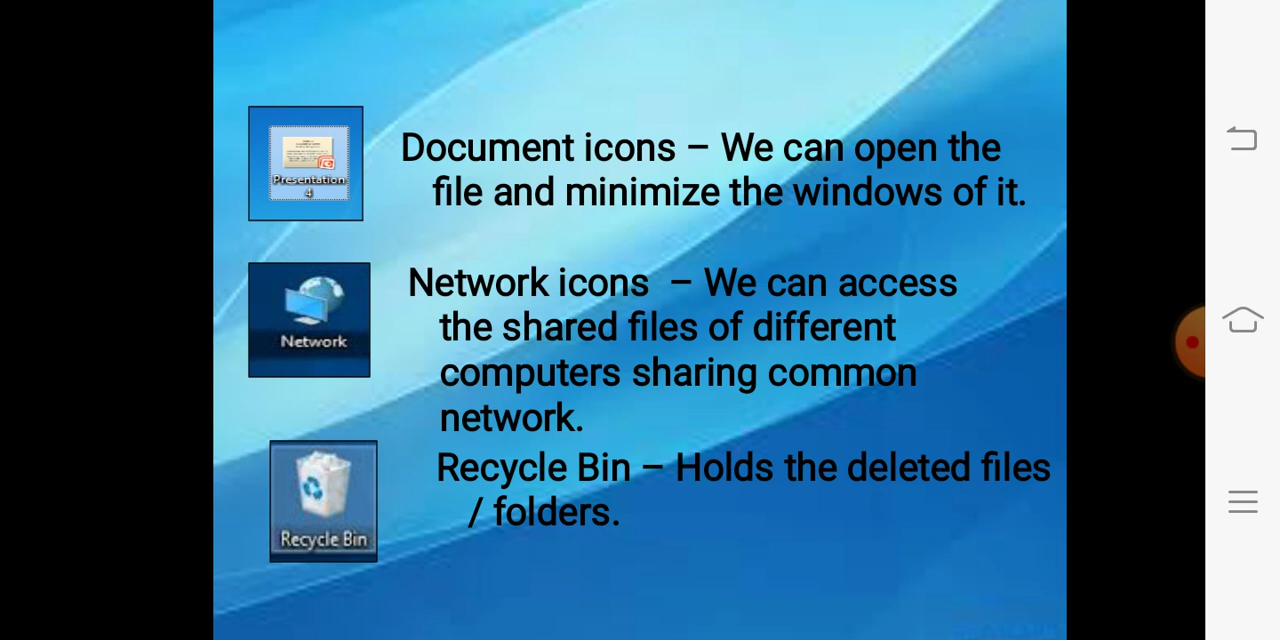 Presentation
4
Document icons – We can open the
file and minimize the windows of it.
Network
Network icons – We can access
the shared files of different
computers sharing common
network.
Recycle Bin
Recycle Bin – Holds the deleted files
/ folders.